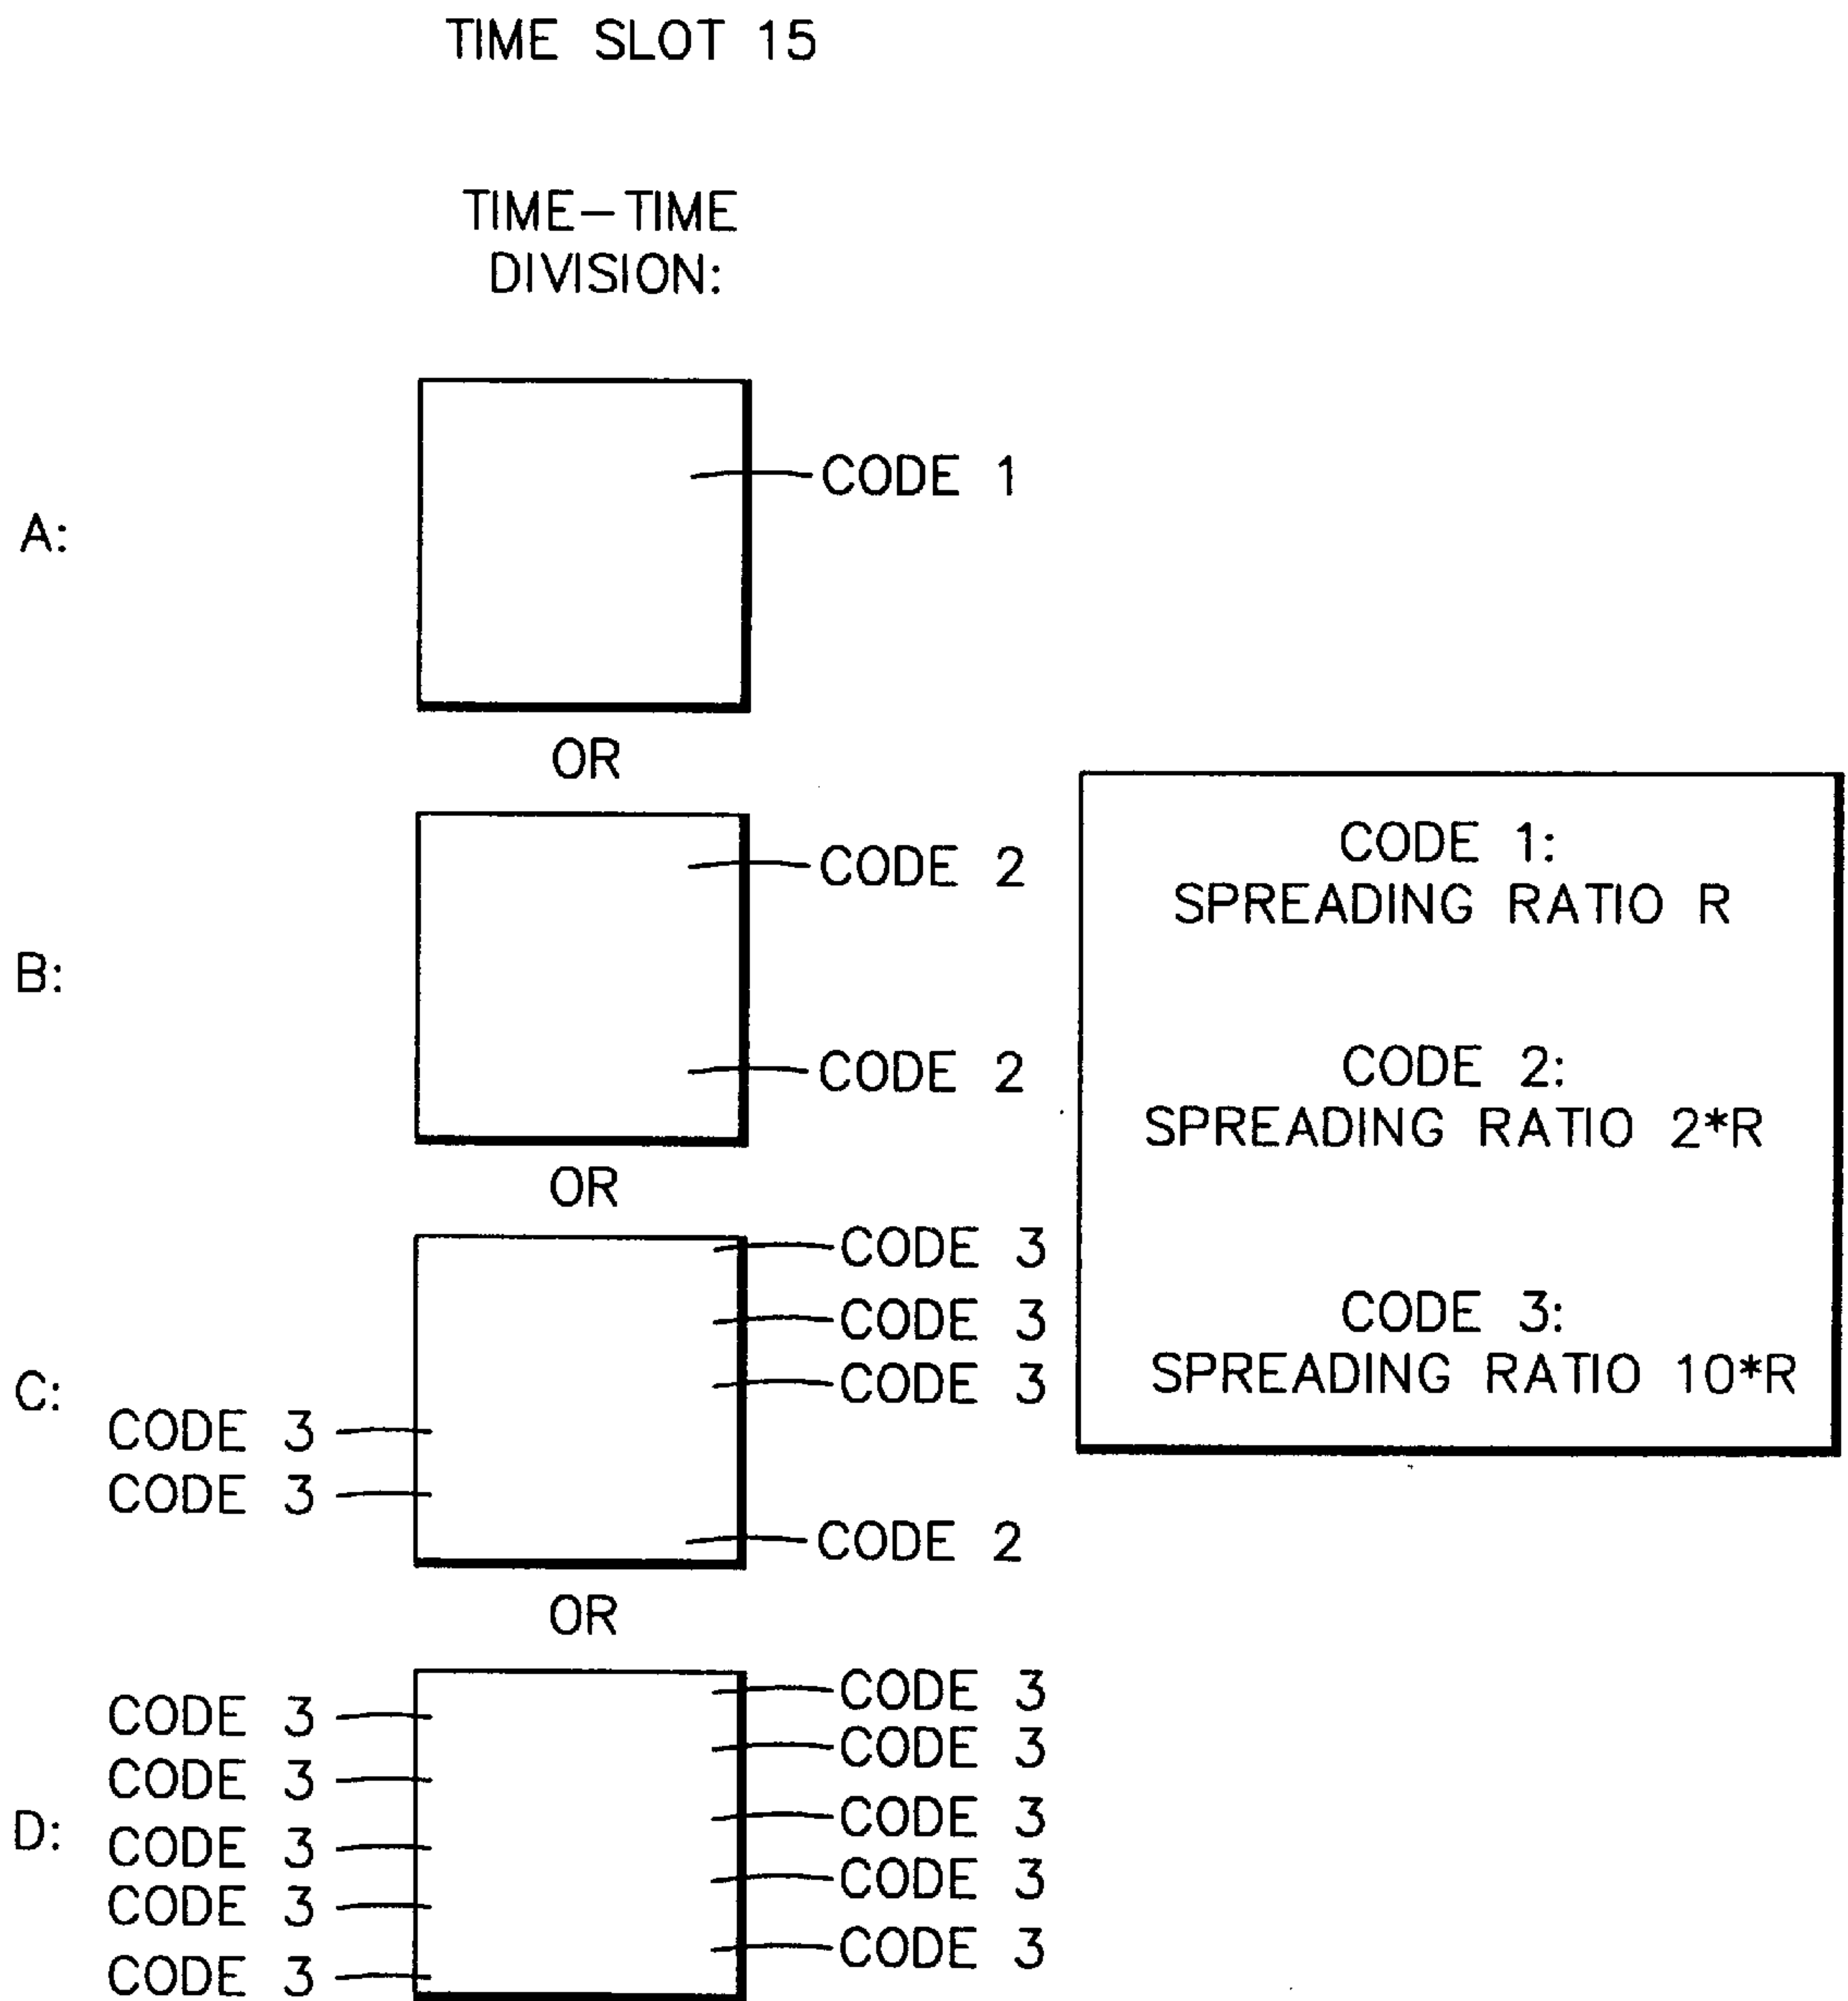 TIME SLOT 15
TIME-TIME
DIVISION:
A:
CODE 1
OR
B:
CODE 2
CODE 2
OR
C:
CODE 3
CODE 3
CODE 3
CODE 3
CODE 3
CODE 2
OR
D:
CODE 3
CODE 3
CODE 3
CODE 3
CODE 3
CODE 3
CODE 3
CODE 3
CODE 3
CODE 3
CODE 1:
SPREADING RATIO R
CODE 2:
SPREADING RATIO 2*R
CODE 3:
SPREADING RATIO 10*R